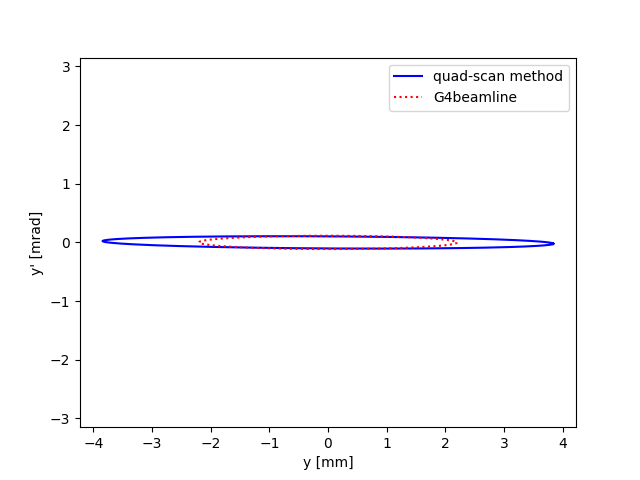 quad-scan method
G4beamline
3
2
1
0
−1
−2
−3
y' [mrad]
−4 −3 −2 −1 0 1 2 3 4
y [mm]